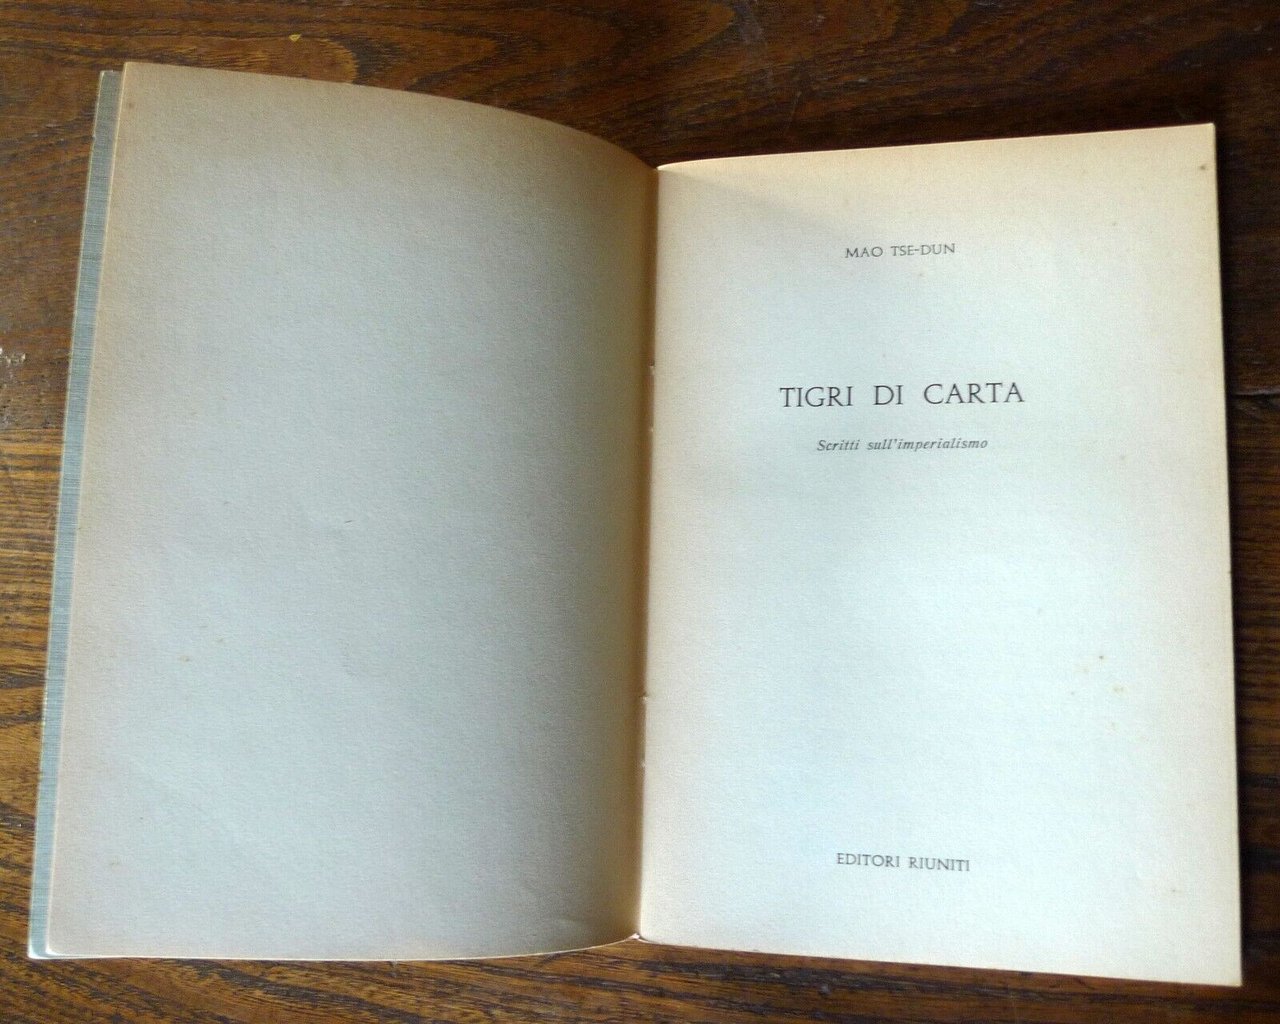 MAO TSE-DUN
TIGRI DI CARTA
Scritti sull'imperialismo
EDITORI RIUNITI